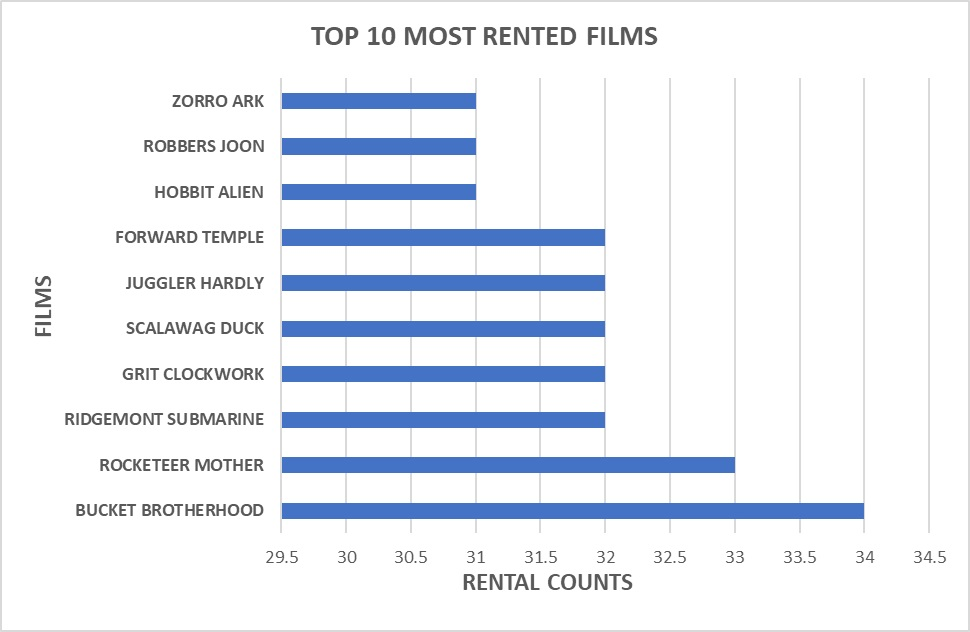 TOP 10 MOST RENTED FILMS
ZORRO ARK
ROBBERS JOON
HOBBIT ALIEN
FORWARD TEMPLE
JUGGLER HARDLY
SCALAWAG DUCK
GRIT CLOCKWORK
RIDGEMONT SUBMARINE
ROCKETEER MOTHER
BUCKET BROTHERHOOD
FILMS
29.5 30 30.5 31 31.5 32 32.5 33 33.5 34 34.5
RENTAL COUNTS